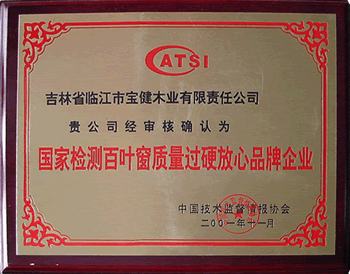 CATSI
吉林省临江市宝健木业有限责任公司
贵公司经审核确认为
国家检测百叶窗质量过硬放心品牌企业
中国技术监督情报协会
二00一年十一月